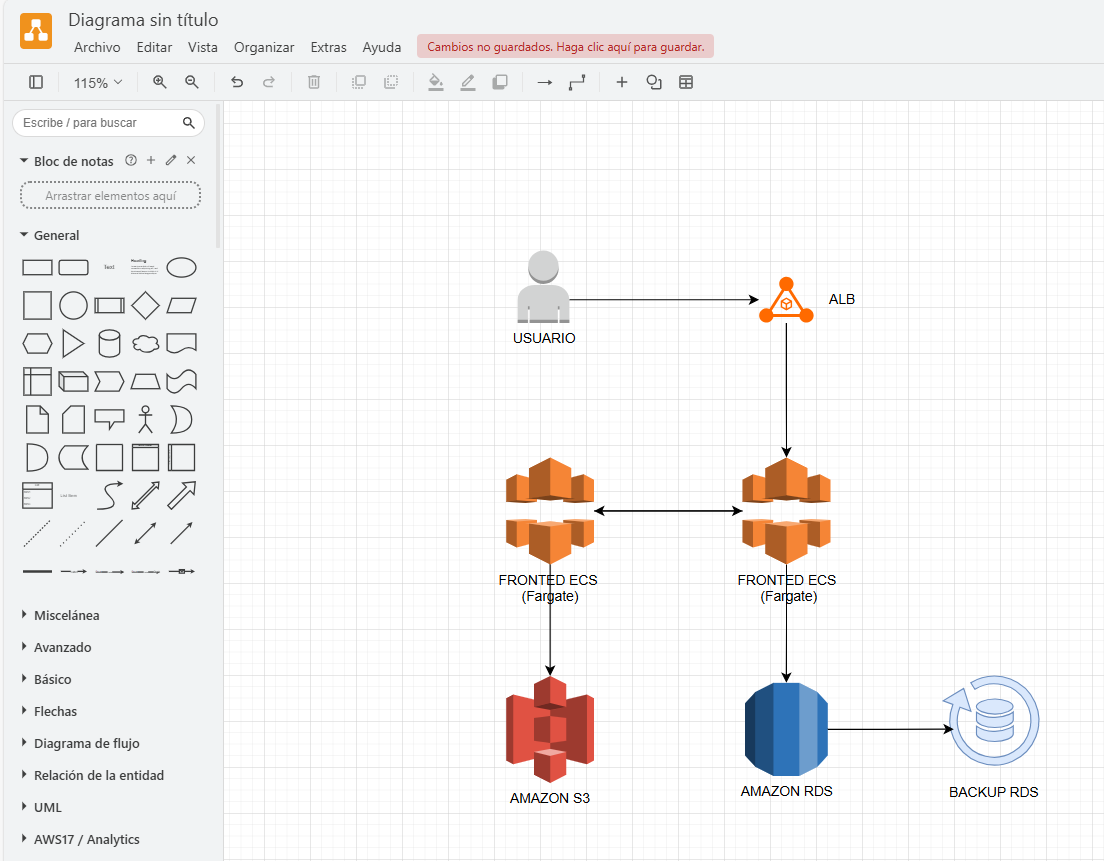 Diagrama sin título
Archivo Editar Vista Organizar Extras Ayuda Cambios no guardados. Haga clic aquí para guardar.
115%
Escribe / para buscar
Bloc de notas
Arrastrar elementos aquí
General
Text
Heading
Miscelánea
Avanzado
Básico
Flechas
Diagrama de flujo
Relación de la entidad
UML
AWS17 / Analytics
USUARIO
ALB
FRONTED ECS
(Fargate)
FRONTED ECS
(Fargate)
AMAZON S3
AMAZON RDS
BACKUP RDS